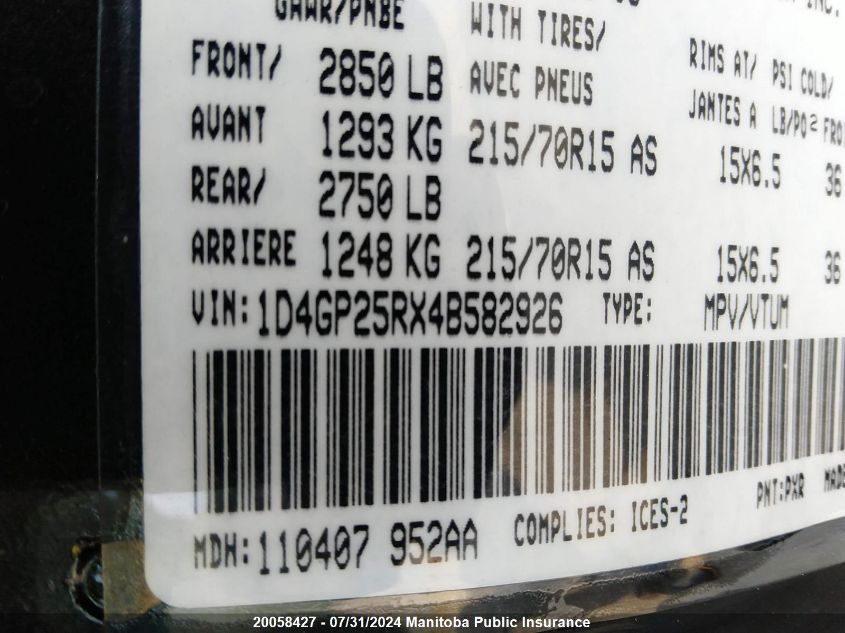 GAWR/PNBE WITH TIRES/ RIMS AT/ PSI COLD/
FRONT/ 2850 LB AVEC PNEUS JANTES A LB/PO²
AVANT 1293 KG 215/70R15 AS 15X6.5 36
REAR/ 2750 LB
ARRIERE 1248 KG 215/70R15 AS 15X6.5 36
VIN: 1D4GP25RX4B582926 TYPE: MPV/VTUM
PNT:PXR MADE
MDH: 110407 952AA COMPLIES: ICES-2
20058427 - 07/31/2024 Manitoba Public Insurance